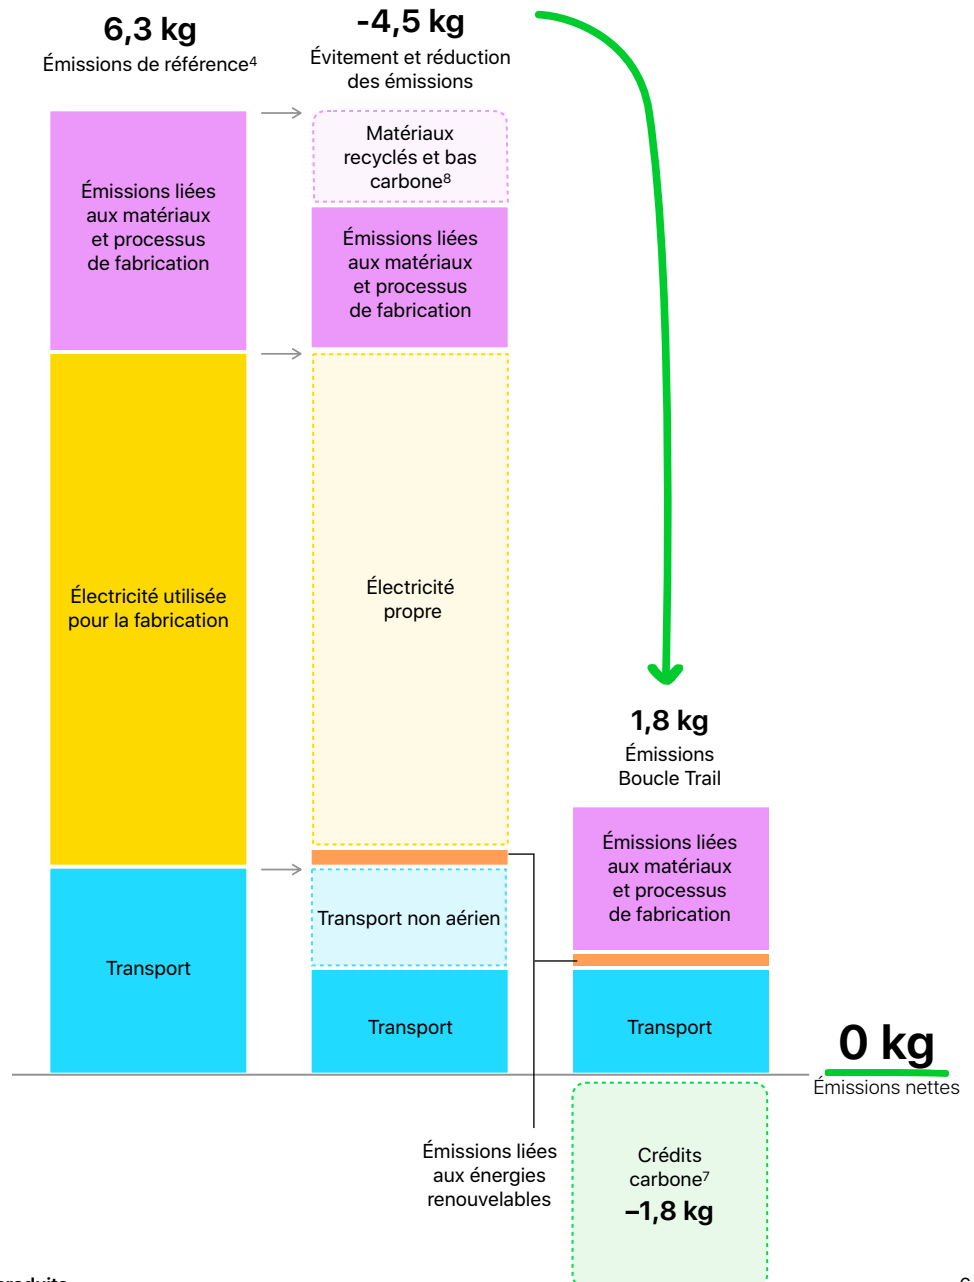 6,3 kg
Émissions de référence⁴
-4,5 kg
Évitement et réduction
des émissions
Émissions liées
aux matériaux
et processus
de fabrication
Matériaux
recyclés et bas
carbone⁸
Émissions liées
aux matériaux
et processus
de fabrication
Électricité utilisée
pour la fabrication
Électricité
propre
1,8 kg
Émissions
Boucle Trail
Émissions liées
aux matériaux
et processus
de fabrication
Transport non aérien
Transport
Transport
Transport
0 kg
Émissions nettes
Émissions liées
aux énergies
renouvelables
Crédits
carbone⁷
–1,8 kg